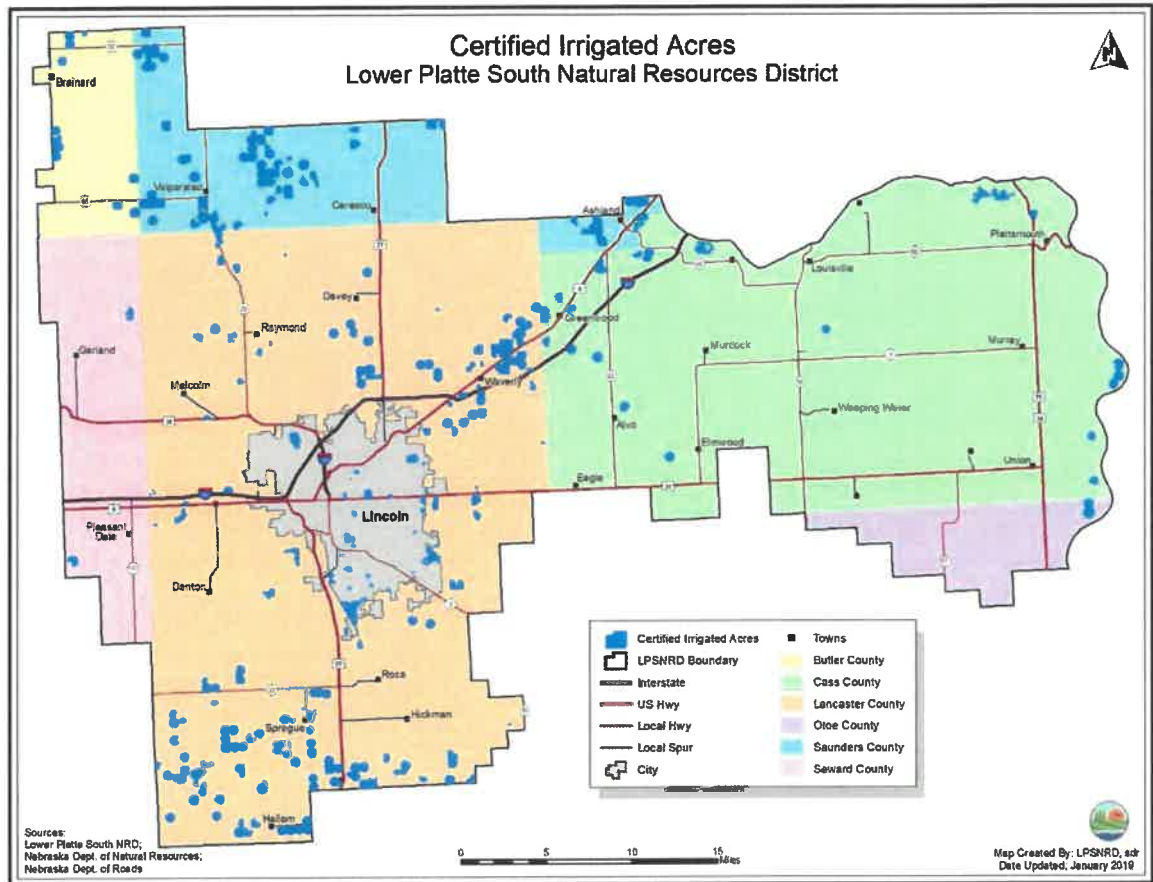 Certified Irrigated Acres
Lower Platte South Natural Resources District
N
Brainard
Valparaiso
Ceresco
Ashland
Plattsmouth
Louisville
Greenwood
Davey
Raymond
Garland
Malcolm
Murdock
Murray
Waverly
Weeping Water
Alvo
Elmwood
Union
Eagle
Lincoln
Pleasant
Dale
Denton
Roca
Hickman
Sprague
Hallam
Certified Irrigated Acres
LPSNRD Boundary
Interstate
US Hwy
Local Hwy
Local Spur
City
Towns
Butler County
Cass County
Lancaster County
Otoe County
Saunders County
Seward County
Sources:
Lower Platte South NRD;
Nebraska Dept. of Natural Resources;
Nebraska Dept. of Roads
0 5 10 15
Miles
Map Created By: LPSNRD, sdr
Date Updated: January 2019